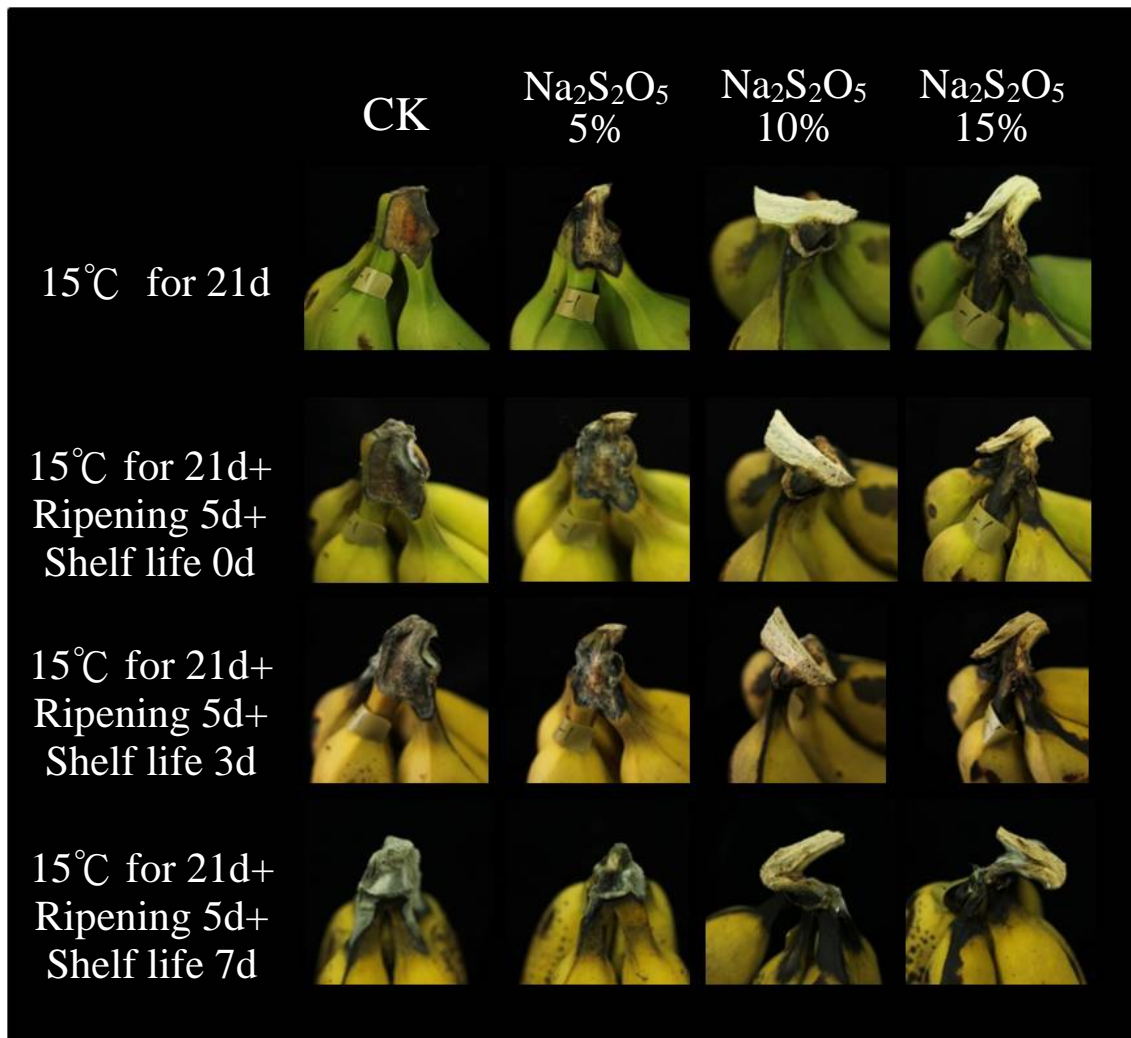 CK
Na₂S₂O₅
5%
Na₂S₂O₅
10%
Na₂S₂O₅
15%
15℃ for 21d
15℃ for 21d+
Ripening 5d+
Shelf life 0d
15℃ for 21d+
Ripening 5d+
Shelf life 3d
15℃ for 21d+
Ripening 5d+
Shelf life 7d